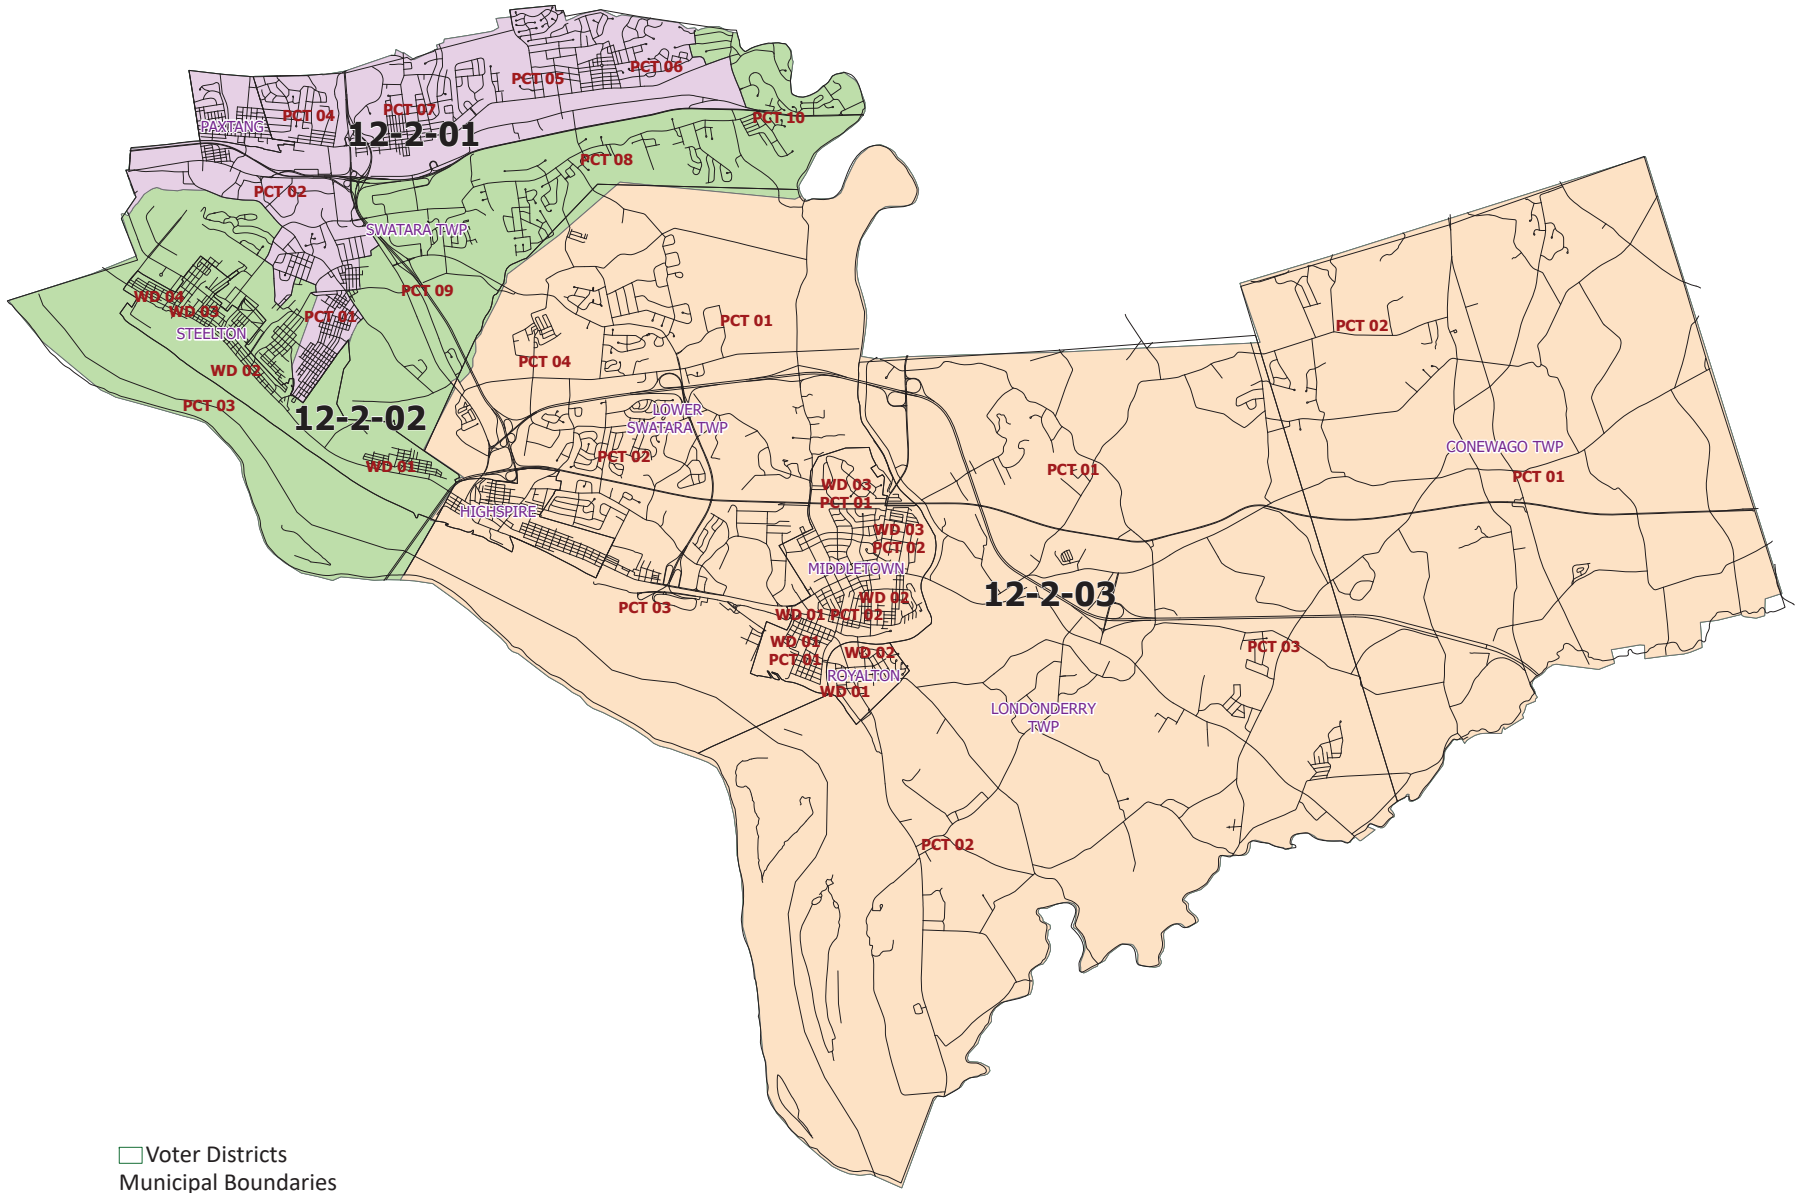 PCT 05
PCT 06
PCT 04
PCT 07
PCT 10
PAXTANG
12-2-01
PCT 08
PCT 02
SWATARA TWP
PCT 09
WD 04
WD 03
PCT 01
STEELTON
WD 02
PCT 03
12-2-02
WD 01
PCT 01
PCT 04
LOWER
SWATARA TWP
PCT 02
HIGHSPIRE
PCT 03
PCT 02
CONEWAGO TWP
PCT 01
PCT 01
WD 03
PCT 01
WD 03
PCT 02
MIDDLETOWN
12-2-03
WD 02
WD 01 PCT 02
WD 01
PCT 01
WD 02
ROYALTON
WD 01
PCT 03
LONDONDERRY
TWP
PCT 02
Voter Districts
Municipal Boundaries